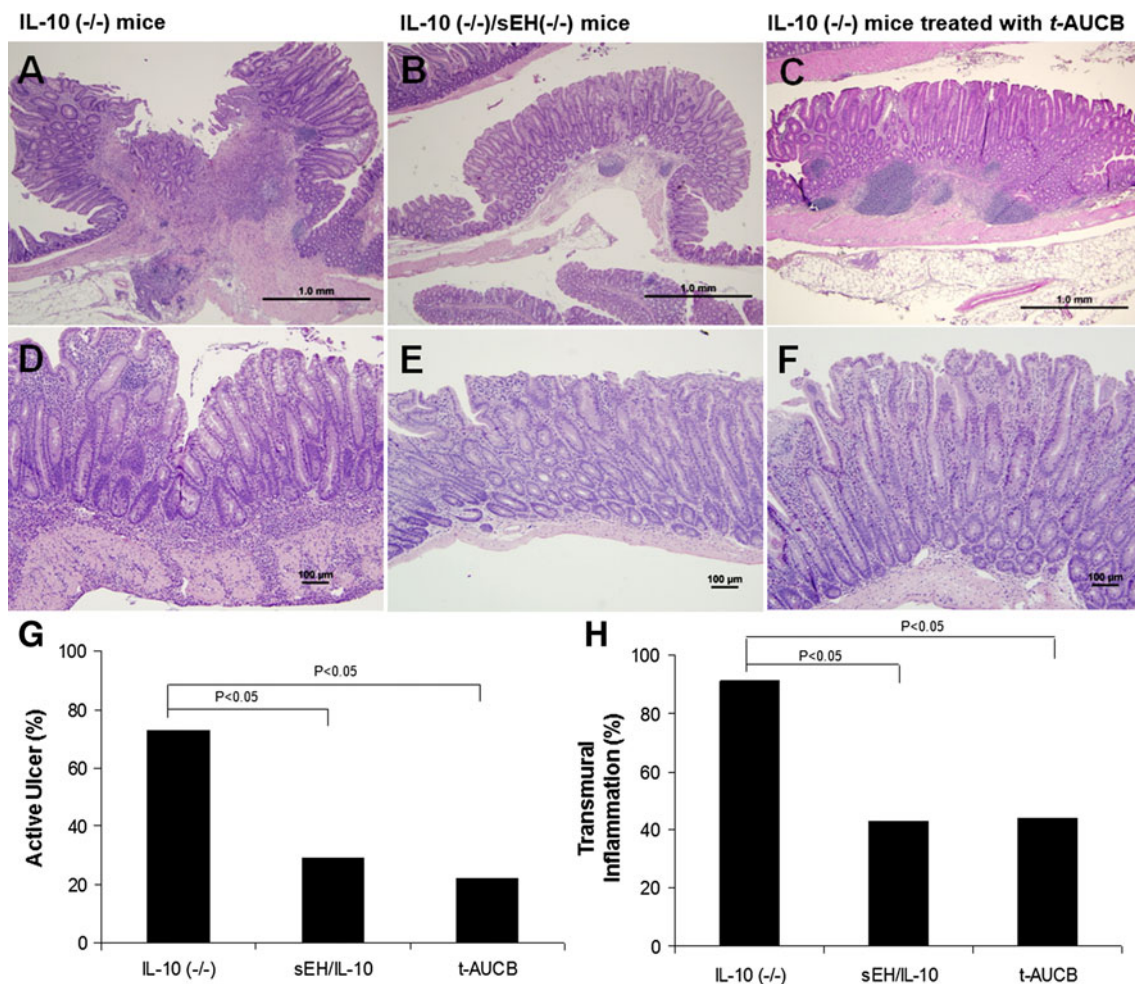 IL-10 (-/-) mice
IL-10 (-/-)/sEH(-/-) mice
IL-10 (-/-) mice treated with t-AUCB
A
1.0 mm
B
1.0 mm
C
1.0 mm
D
100 µm
E
100 µm
F
100 µm
G
Active Ulcer (%)
100
80
60
40
20
0
P<0.05
P<0.05
IL-10 (-/-)
sEH/IL-10
t-AUCB
H
Transmural
Inflammation (%)
100
80
60
40
20
0
P<0.05
P<0.05
IL-10 (-/-)
sEH/IL-10
t-AUCB